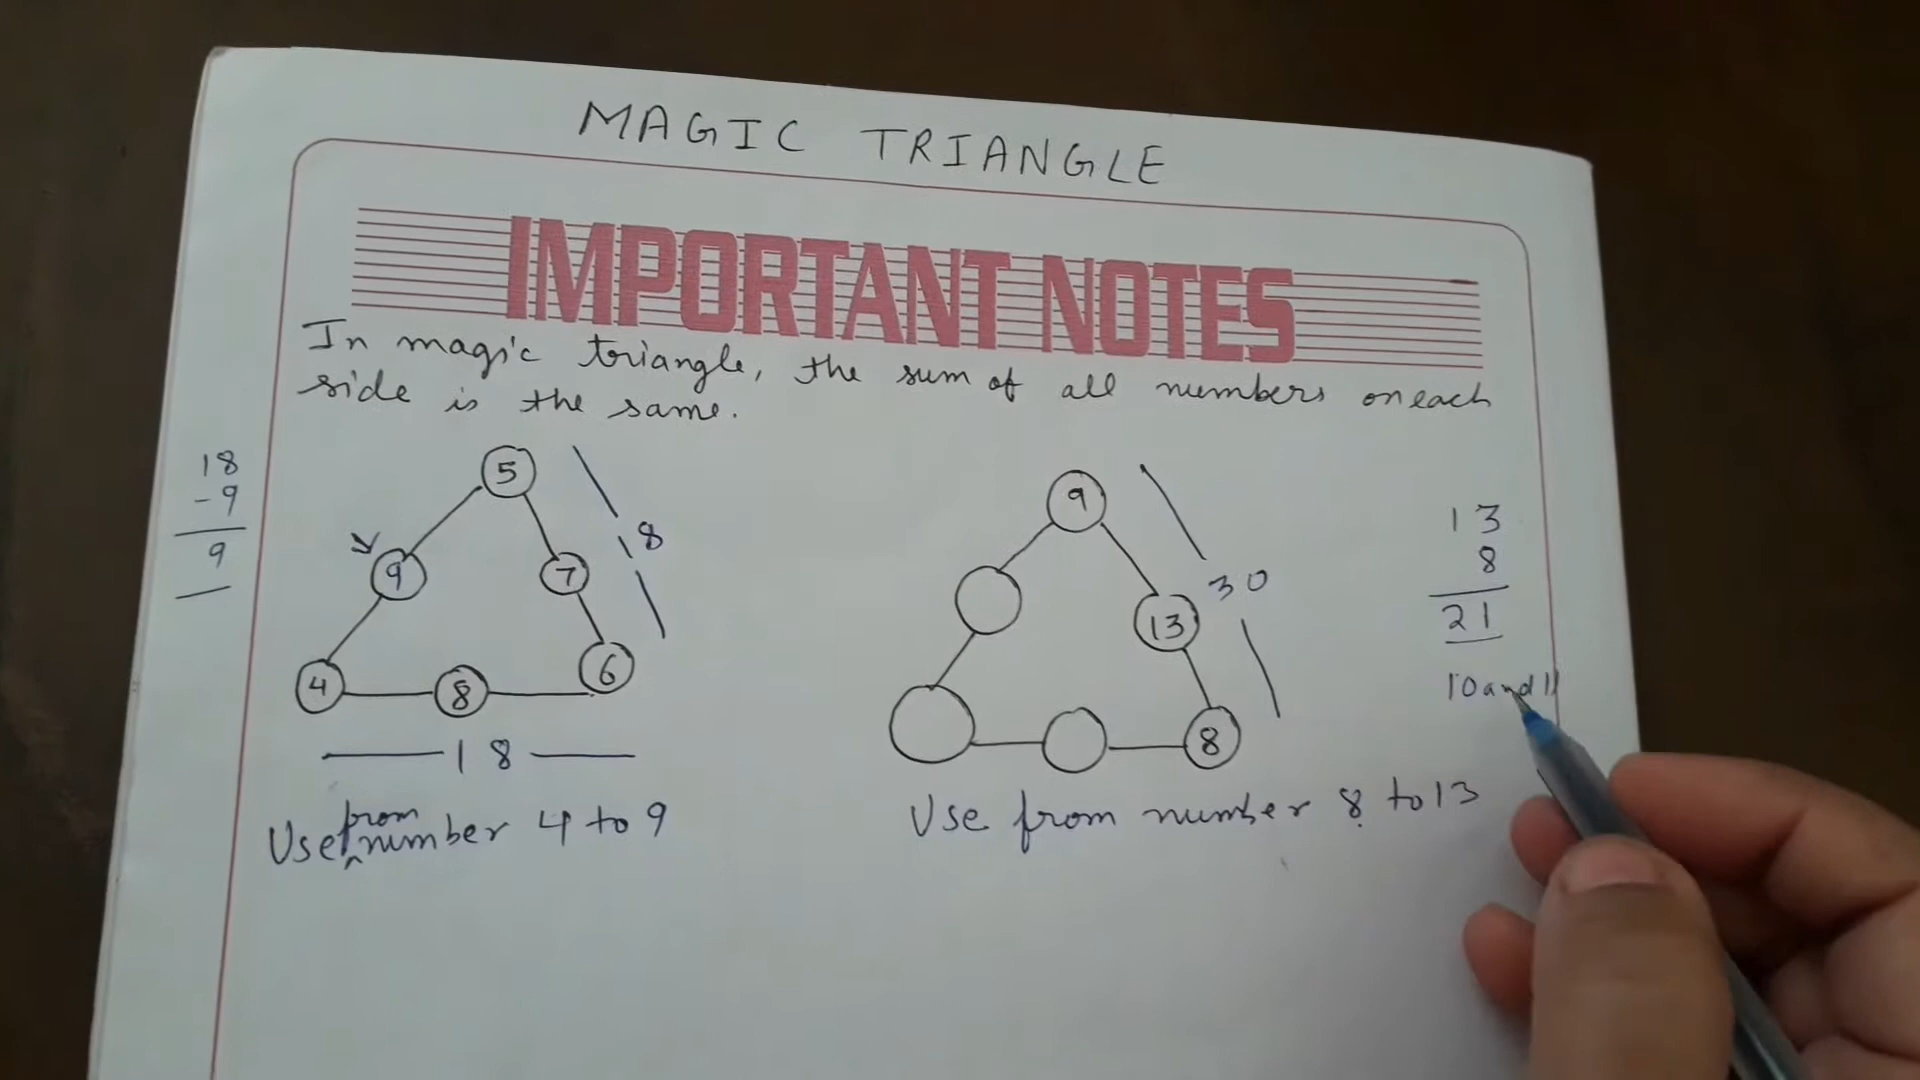 MAGIC TRIANGLE
IMPORTANT NOTES
In magic triangle, the sum of all numbers on each
side is the same.
18
-9
9
5
9
7
18
4
8
6
18
Use from number 4 to 9
9
13
30
8
Use from number 8 to 13
13
8
21
10 and 11